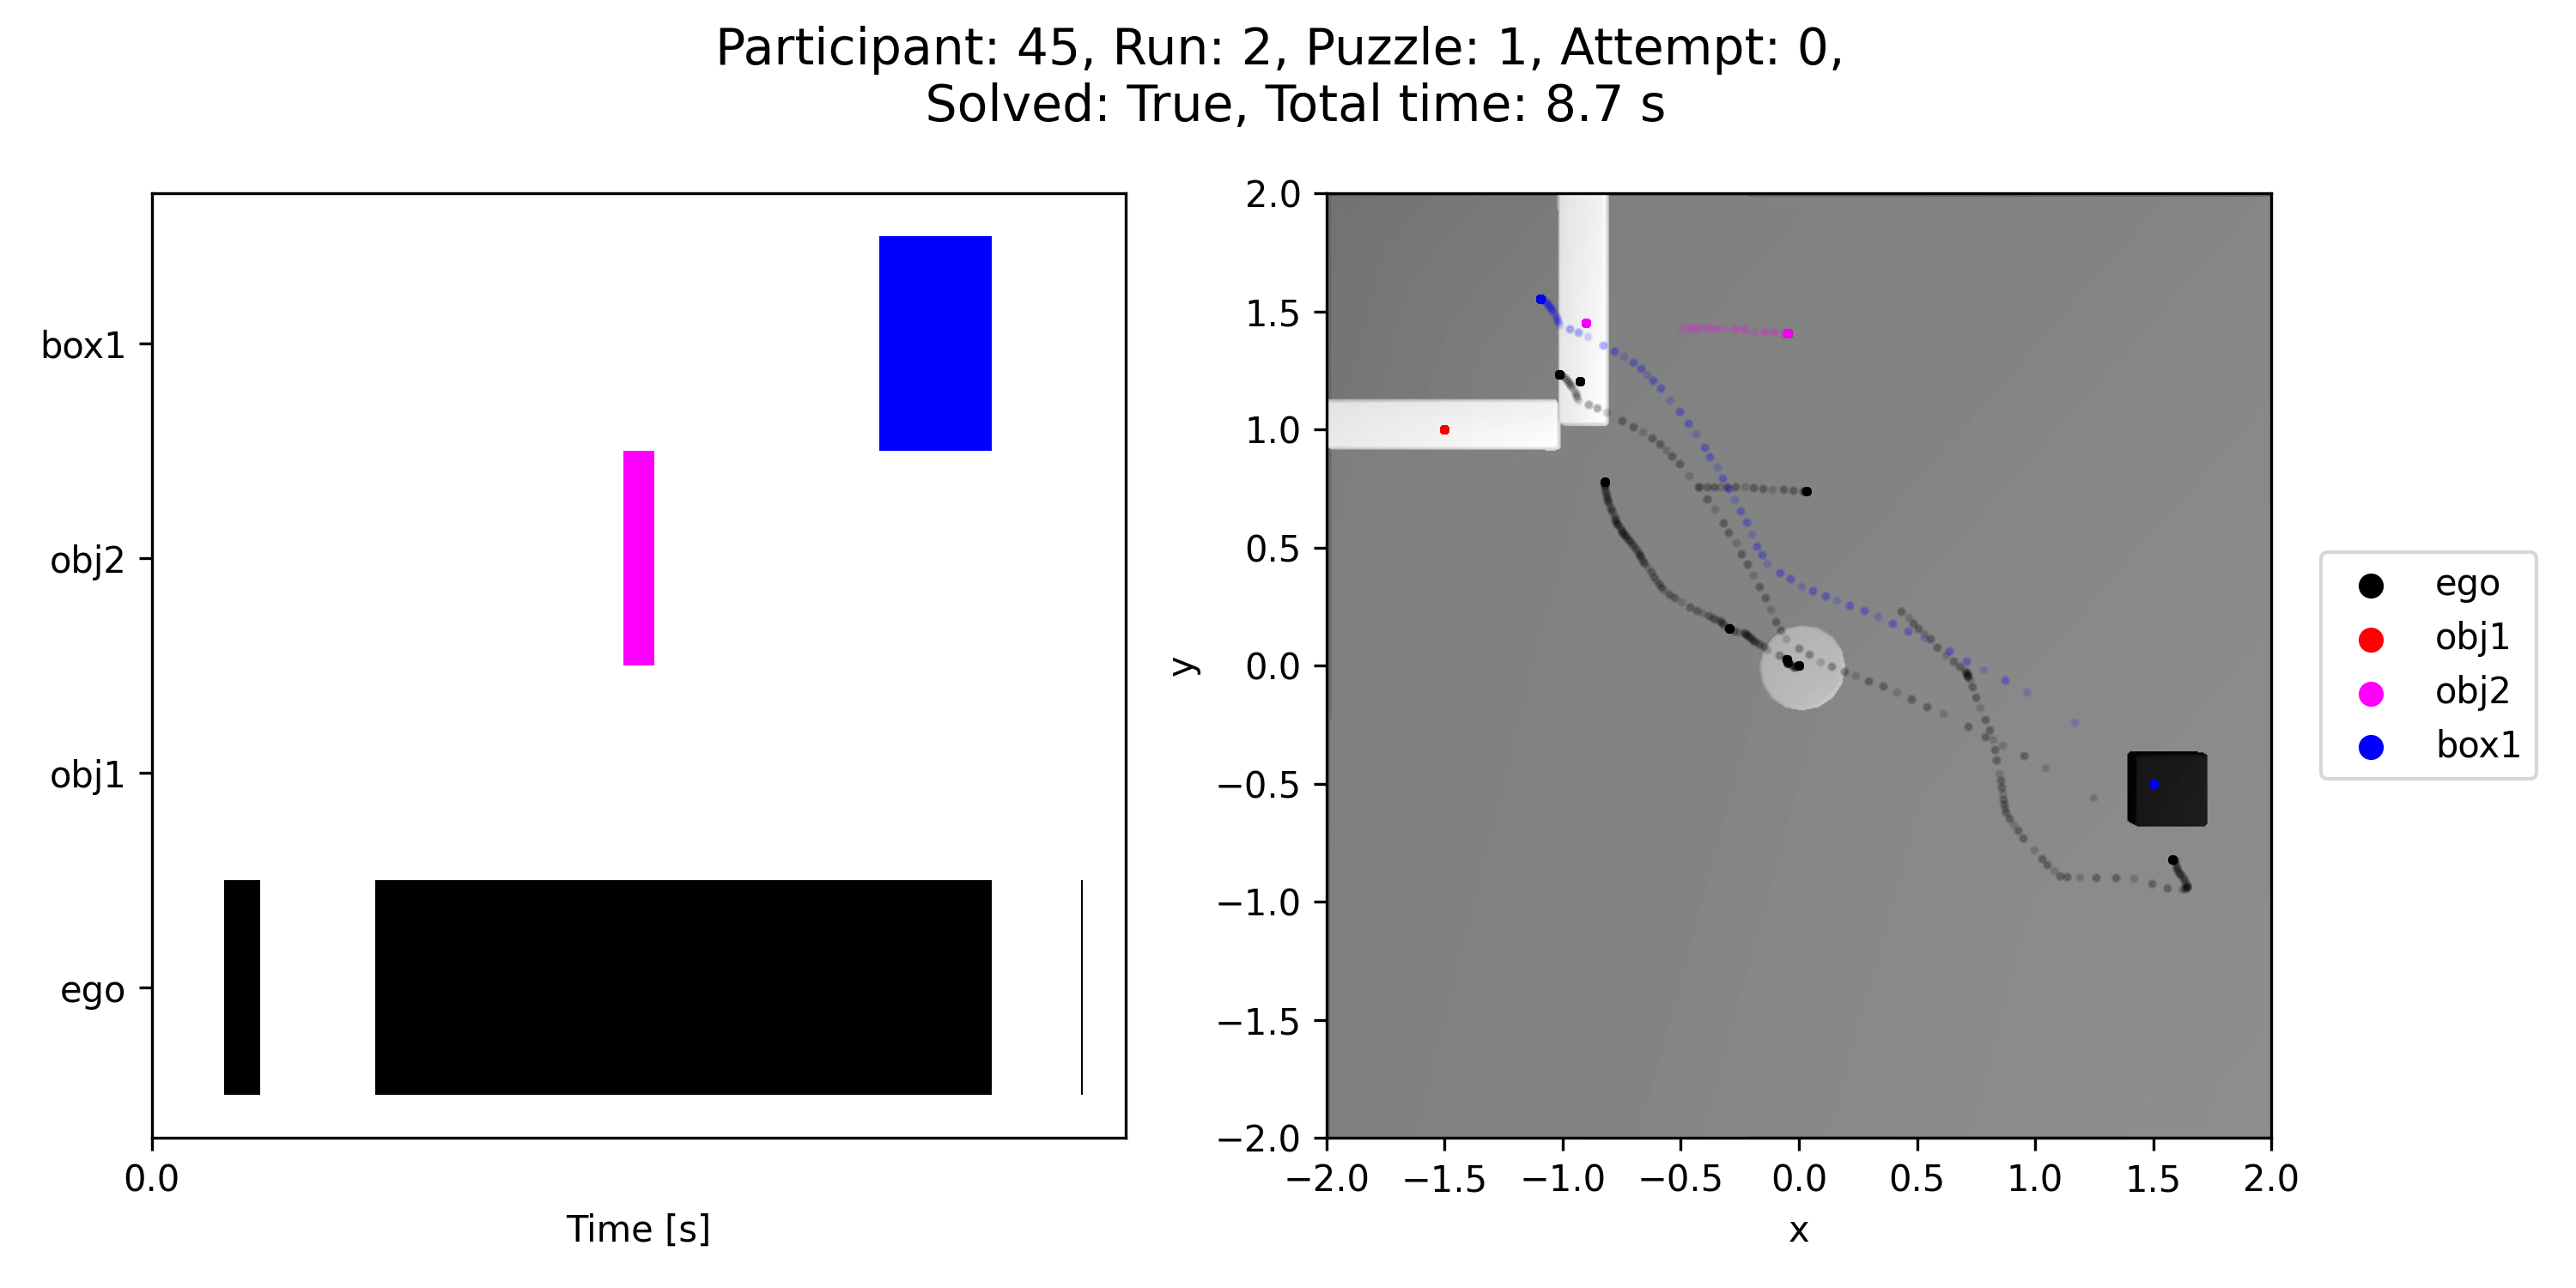 Participant: 45, Run: 2, Puzzle: 1, Attempt: 0,
Solved: True, Total time: 8.7 s
box1
obj2
obj1
ego
0.0
Time [s]
2.0
1.5
1.0
0.5
0.0
−0.5
−1.0
−1.5
−2.0
y
−2.0 −1.5 −1.0 −0.5 0.0 0.5 1.0 1.5 2.0
x
ego
obj1
obj2
box1